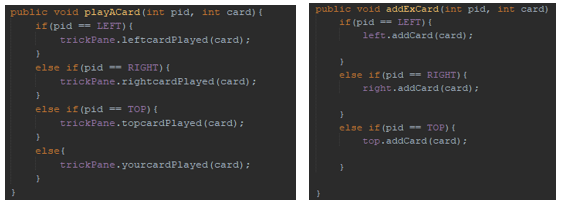 public void playACard(int pid, int card){
    if(pid == LEFT){
        trickPane.leftcardPlayed(card);
    }
    else if(pid == RIGHT){
        trickPane.rightcardPlayed(card);
    }
    else if(pid == TOP){
        trickPane.topcardPlayed(card);
    }
    else{
        trickPane.yourcardPlayed(card);
    }
}
public void addExCard(int pid, int card)
    if(pid == LEFT){
        left.addCard(card);
    }
    else if(pid == RIGHT){
        right.addCard(card);
    }
    else if(pid == TOP){
        top.addCard(card);
    }
}